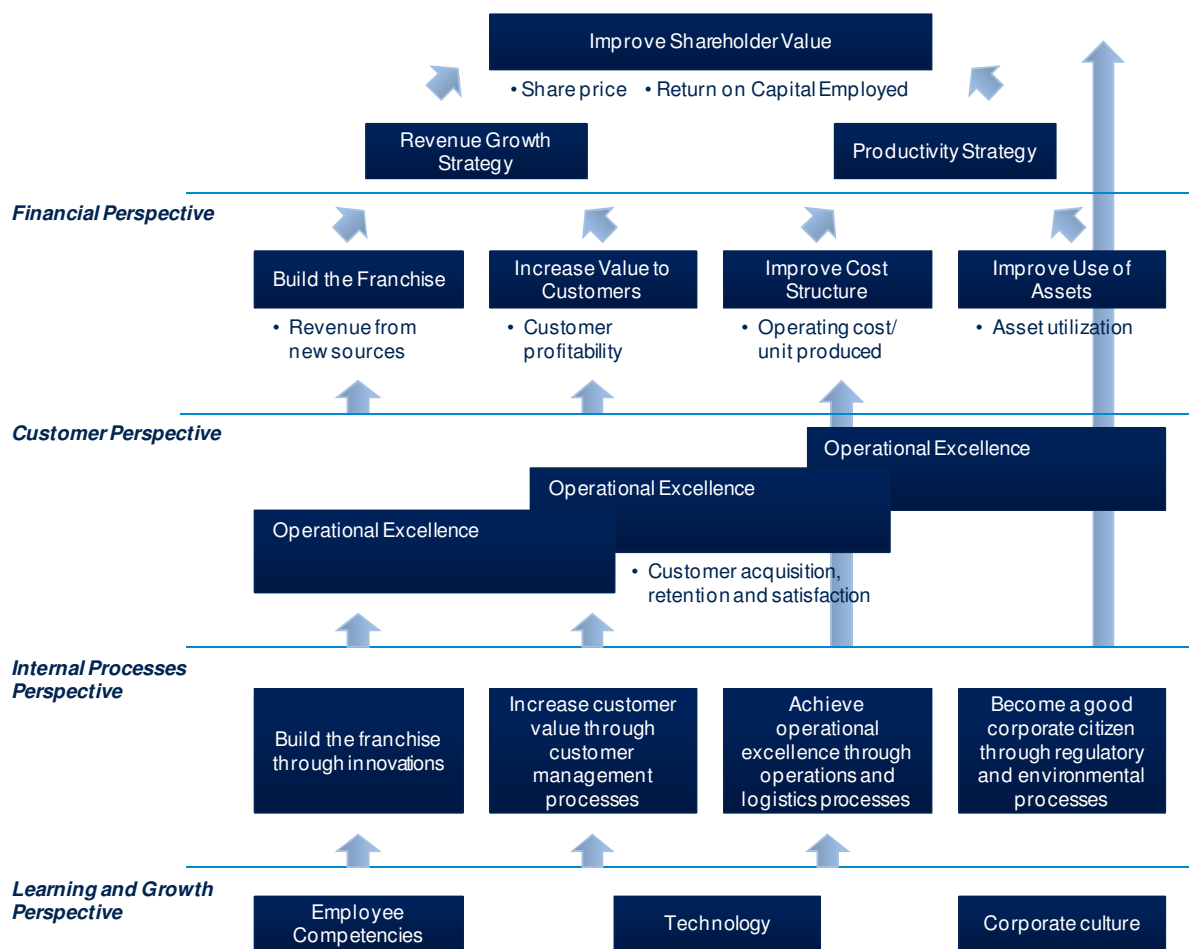 Improve Shareholder Value
• Share price • Return on Capital Employed
Revenue Growth
Strategy
Productivity Strategy
Financial Perspective
Build the Franchise
• Revenue from
new sources
Increase Value to
Customers
• Customer
profitability
Improve Cost
Structure
• Operating cost/
unit produced
Improve Use of
Assets
• Asset utilization
Customer Perspective
Operational Excellence
Operational Excellence
Operational Excellence
• Customer acquisition,
retention and satisfaction
Internal Processes
Perspective
Build the franchise
through innovations
Increase customer
value through
customer
management
processes
Achieve
operational
excellence through
operations and
logistics processes
Become a good
corporate citizen
through regulatory
and environmental
processes
Learning and Growth
Perspective
Employee
Competencies
Technology
Corporate culture